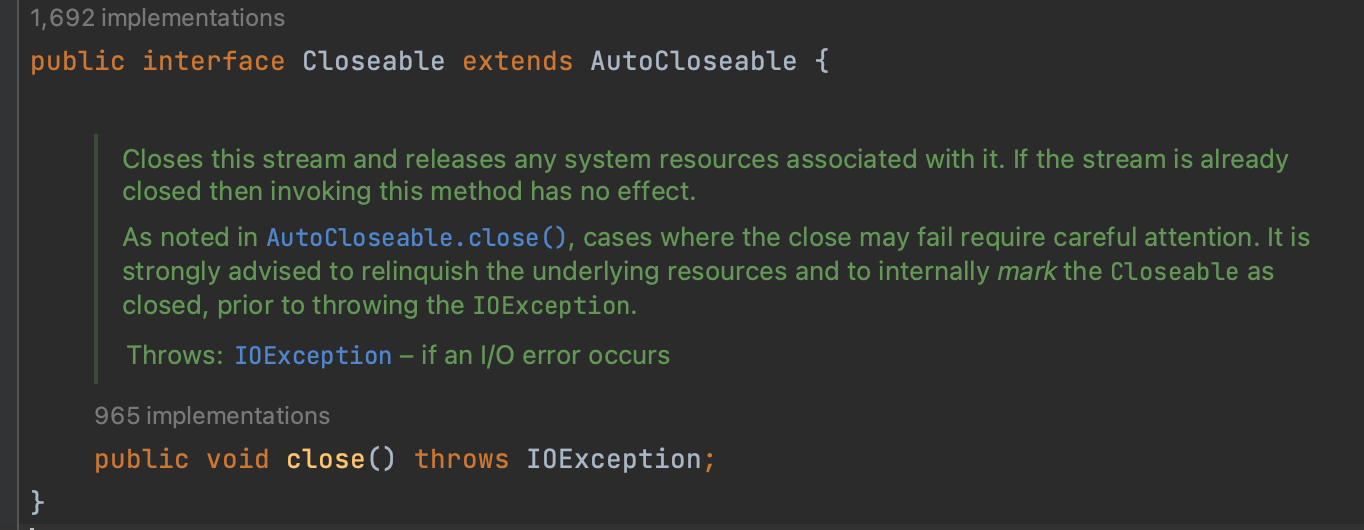 1,692 implementations
public interface Closeable extends AutoCloseable {
Closes this stream and releases any system resources associated with it. If the stream is already
closed then invoking this method has no effect.
As noted in AutoCloseable.close(), cases where the close may fail require careful attention. It is
strongly advised to relinquish the underlying resources and to internally mark the Closeable as
closed, prior to throwing the IOException.
Throws: IOException – if an I/O error occurs
965 implementations
public void close() throws IOException;
}